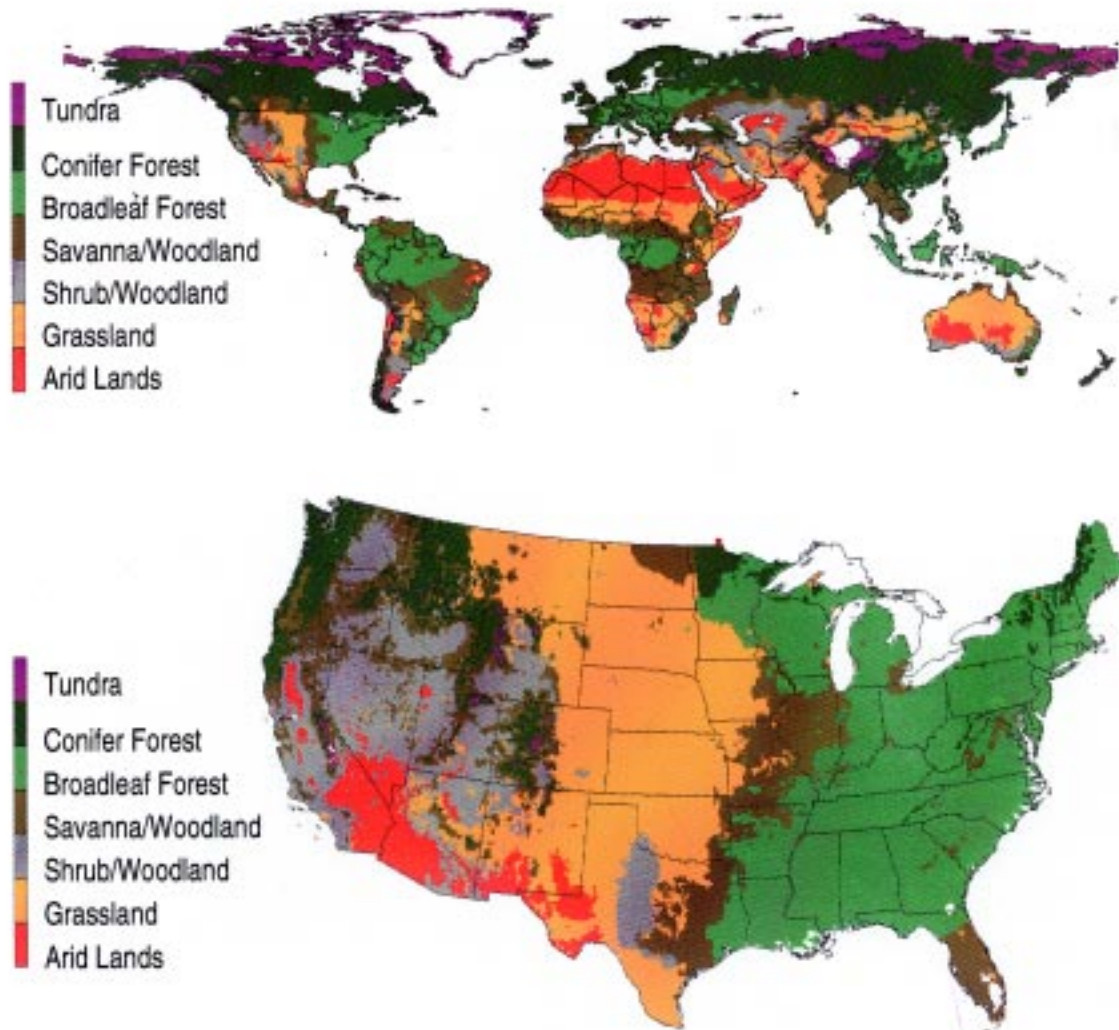 Tundra
Conifer Forest
Broadleaf Forest
Savanna/Woodland
Shrub/Woodland
Grassland
Arid Lands
Tundra
Conifer Forest
Broadleaf Forest
Savanna/Woodland
Shrub/Woodland
Grassland
Arid Lands